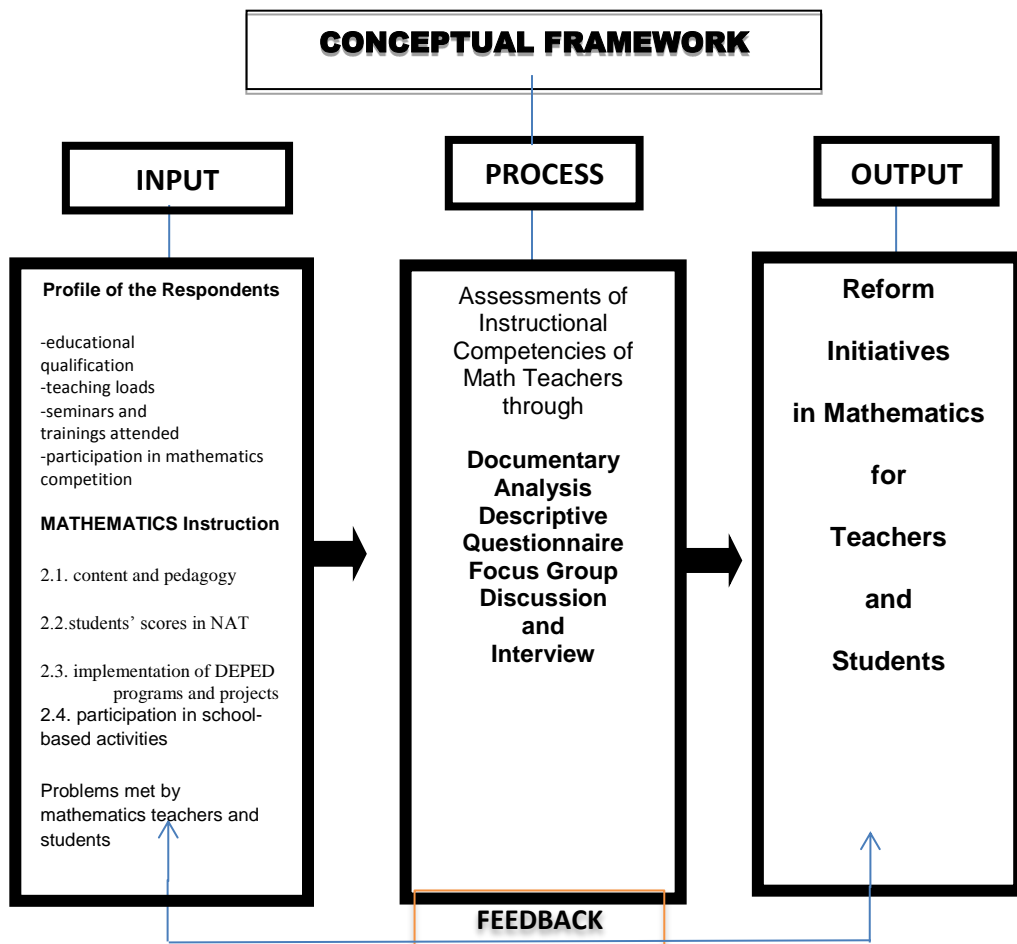 CONCEPTUAL FRAMEWORK
INPUT
Profile of the Respondents
-educational
qualification
-teaching loads
-seminars and
trainings attended
-participation in mathematics
competition
MATHEMATICS Instruction
2.1. content and pedagogy
2.2.students’ scores in NAT
2.3. implementation of DEPED
programs and projects
2.4. participation in school-
based activities
Problems met by
mathematics teachers and
students
PROCESS
Assessments of
Instructional
Competencies of
Math Teachers
through
Documentary
Analysis
Descriptive
Questionnaire
Focus Group
Discussion
and
Interview
OUTPUT
Reform
Initiatives
in Mathematics
for
Teachers
and
Students
FEEDBACK